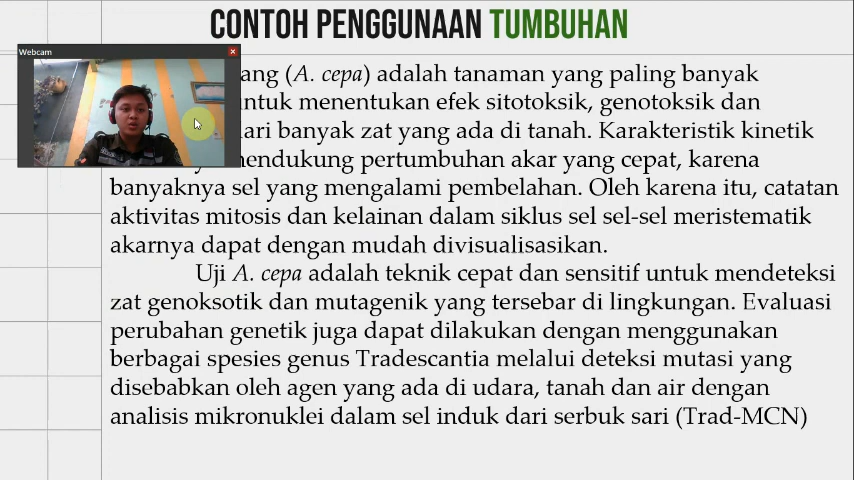 CONTOH PENGGUNAAN TUMBUHAN
Webcam
ang (A. cepa) adalah tanaman yang paling banyak
ntuk menentukan efek sitotoksik, genotoksik dan
lari banyak zat yang ada di tanah. Karakteristik kinetik
mendukung pertumbuhan akar yang cepat, karena
banyaknya sel yang mengalami pembelahan. Oleh karena itu, catatan
aktivitas mitosis dan kelainan dalam siklus sel sel-sel meristematik
akarnya dapat dengan mudah divisualisasikan.
Uji A. cepa adalah teknik cepat dan sensitif untuk mendeteksi
zat genoksotik dan mutagenik yang tersebar di lingkungan. Evaluasi
perubahan genetik juga dapat dilakukan dengan menggunakan
berbagai spesies genus Tradescantia melalui deteksi mutasi yang
disebabkan oleh agen yang ada di udara, tanah dan air dengan
analisis mikronuklei dalam sel induk dari serbuk sari (Trad-MCN)